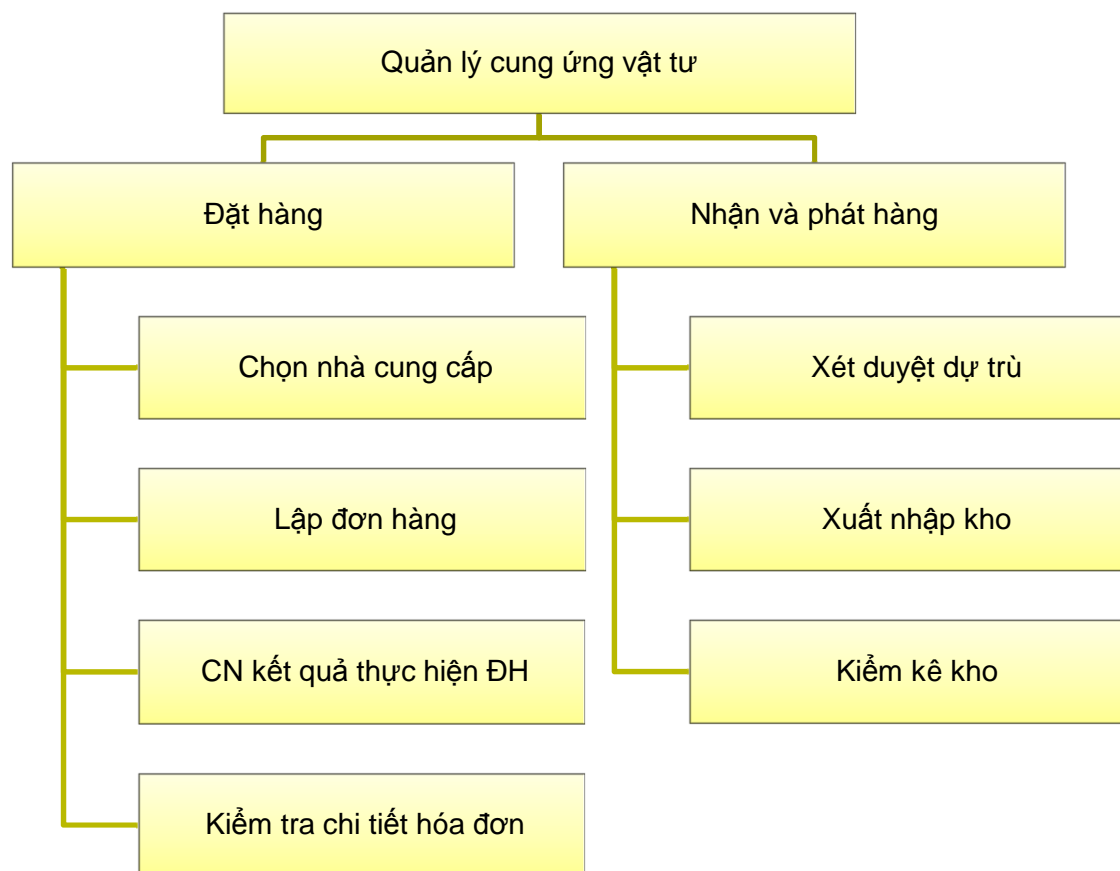 Quản lý cung ứng vật tư
Đặt hàng
Chọn nhà cung cấp
Lập đơn hàng
CN kết quả thực hiện ĐH
Kiểm tra chi tiết hóa đơn
Nhận và phát hàng
Xét duyệt dự trù
Xuất nhập kho
Kiểm kê kho